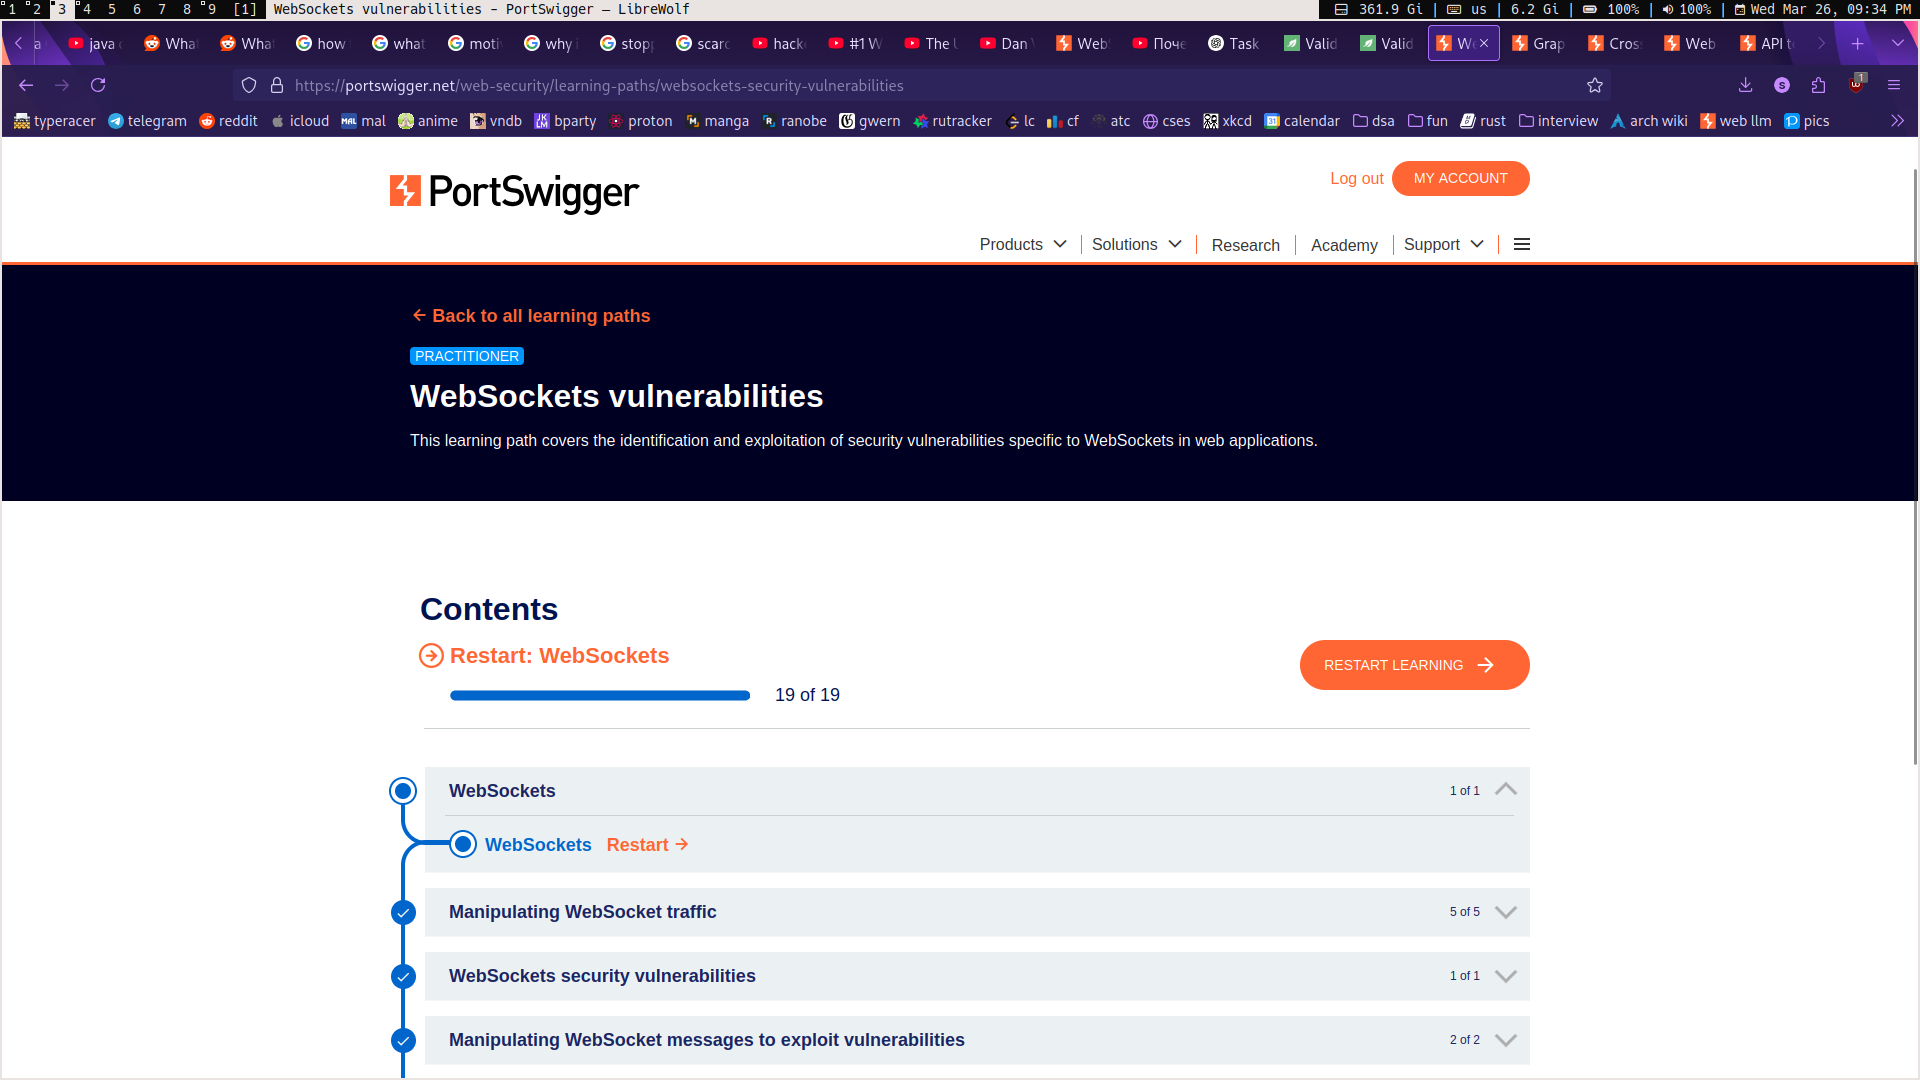 1 2 3 4 5 6 7 8 9 [1] WebSockets vulnerabilities - PortSwigger — LibreWolf 361.9 Gi | us | 6.2 Gi | 100% | 100% | Wed Mar 26, 09:34 PM
a java What What how what motiv why i stopp scarc hacke #1 W The U Dan Web Поче Task Valid Valid We Grap Cros Web API te
https://portswigger.net/web-security/learning-paths/websockets-security-vulnerabilities 1
typeracer telegram reddit icloud mal anime vndb bparty proton manga ranobe gwern rutracker lc cf atc cses xkcd calendar dsa fun rust interview arch wiki web llm pics
PortSwigger
Log out MY ACCOUNT
Products Solutions Research Academy Support
Back to all learning paths
PRACTITIONER
WebSockets vulnerabilities
This learning path covers the identification and exploitation of security vulnerabilities specific to WebSockets in web applications.
Contents
Restart: WebSockets
RESTART LEARNING
19 of 19
WebSockets 1 of 1
WebSockets Restart
Manipulating WebSocket traffic 5 of 5
WebSockets security vulnerabilities 1 of 1
Manipulating WebSocket messages to exploit vulnerabilities 2 of 2